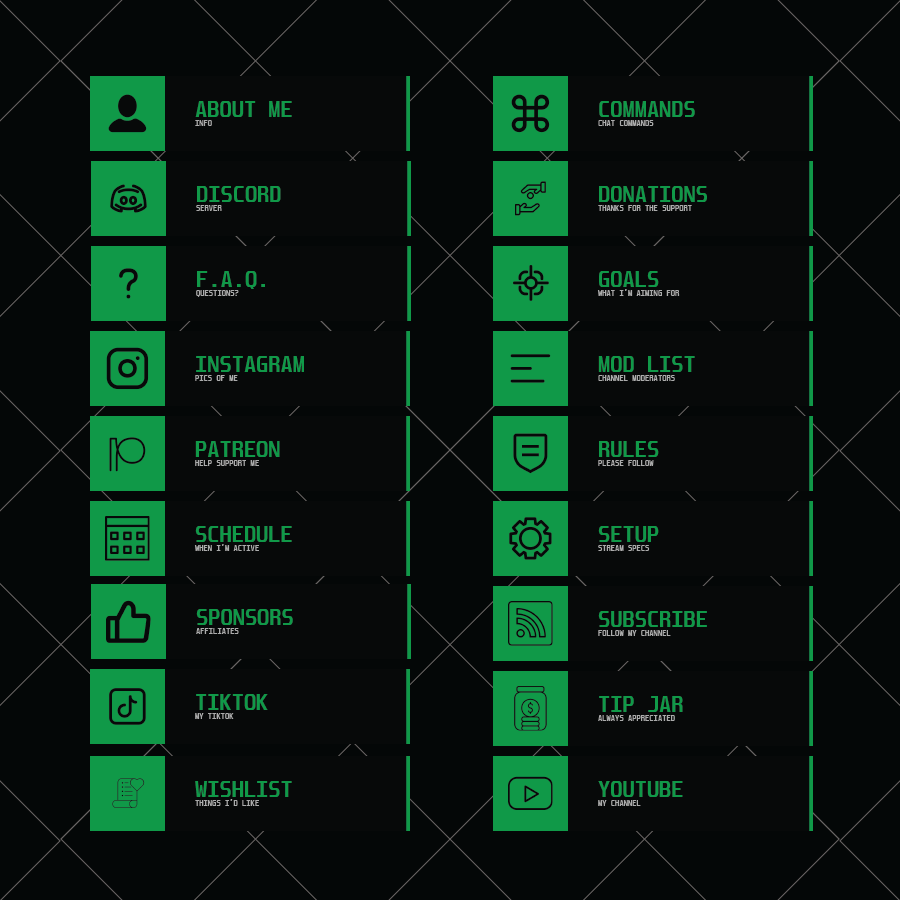 ABOUT ME
INFO
DISCORD
SERVER
F.A.Q.
QUESTIONS?
INSTAGRAM
PICS OF ME
PATREON
HELP SUPPORT ME
SCHEDULE
WHEN I'M ACTIVE
SPONSORS
AFFILIATES
TIKTOK
MY TIKTOK
WISHLIST
THINGS I'D LIKE
COMMANDS
CHAT COMMANDS
DONATIONS
THANKS FOR THE SUPPORT
GOALS
WHAT I'M AIMING FOR
MOD LIST
CHANNEL MODERATORS
RULES
PLEASE FOLLOW
SETUP
STREAM SPECS
SUBSCRIBE
FOLLOW MY CHANNEL
TIP JAR
ALWAYS APPRECIATED
YOUTUBE
MY CHANNEL